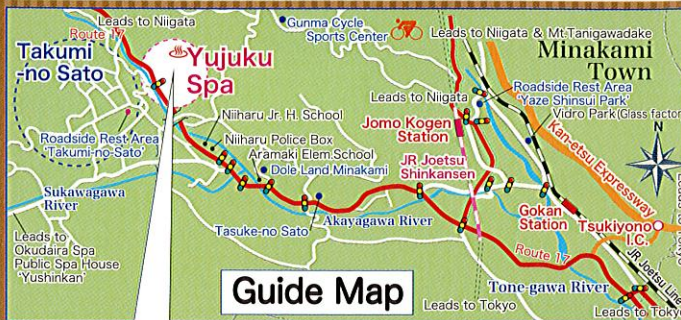 Leads to Niigata
Route 17
Takumi
-no Sato
Yujuku
Spa
Gunma Cycle
Sports Center
Leads to Niigata & Mt·Tanigawadake
Minakami
Town
Leads to Niigata
Roadside Rest Area
'Yaze Shinsui Park'
Vidro Park(Glass factor
Jomo Kogen
Station
Kan-etsu Expressway
N
Niiharu Jr. H. School
Niiharu Police Box
Aramaki Elem.School
Dole Land Minakami
Roadside Rest Area
'Takumi-no-Sato'
JR Joetsu
Shinkansen
Sukawagawa
River
Tasuke-no Sato
Akayagawa River
Gokan
Station
Tsukiyono
I.C.
Leads to
Okudaira Spa
Public Spa House
'Yushinkan'
Route 17
JR Joetsu Line
Guide Map
Tone-gawa River
Leads to Tokyo
Leads to Tokyo